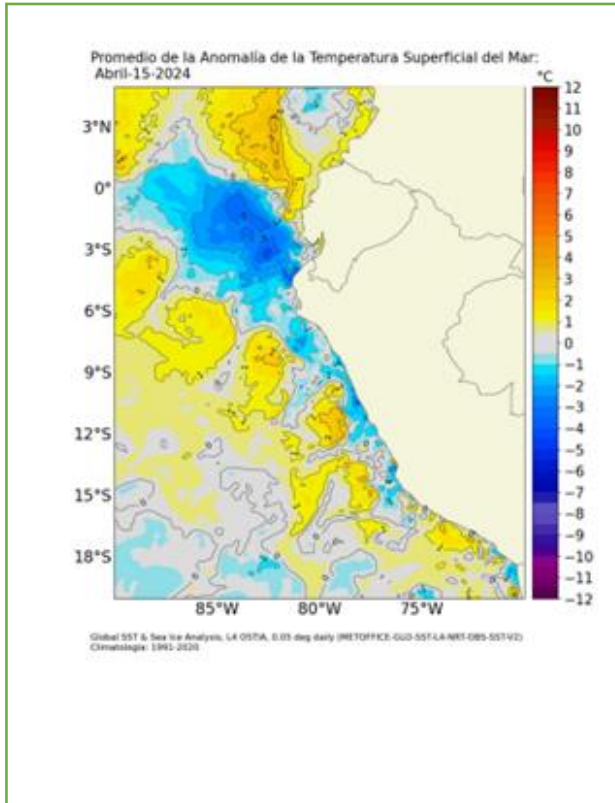 Promedio de la Anomalía de la Temperatura Superficial del Mar:
Abril-15-2024
°C
12
11
10
9
8
7
6
5
4
3
2
1
0
−1
−2
−3
−4
−5
−6
−7
−8
−9
−10
−11
−12
3°N
0°
3°S
6°S
9°S
12°S
15°S
18°S
85°W 80°W 75°W
Global SST & Sea Ice Analysis, L4 OSTIA, 0.05 deg daily (METOFFICE-GLO-SST-L4-NRT-OBS-SST-V2)
Climatología: 1991-2020